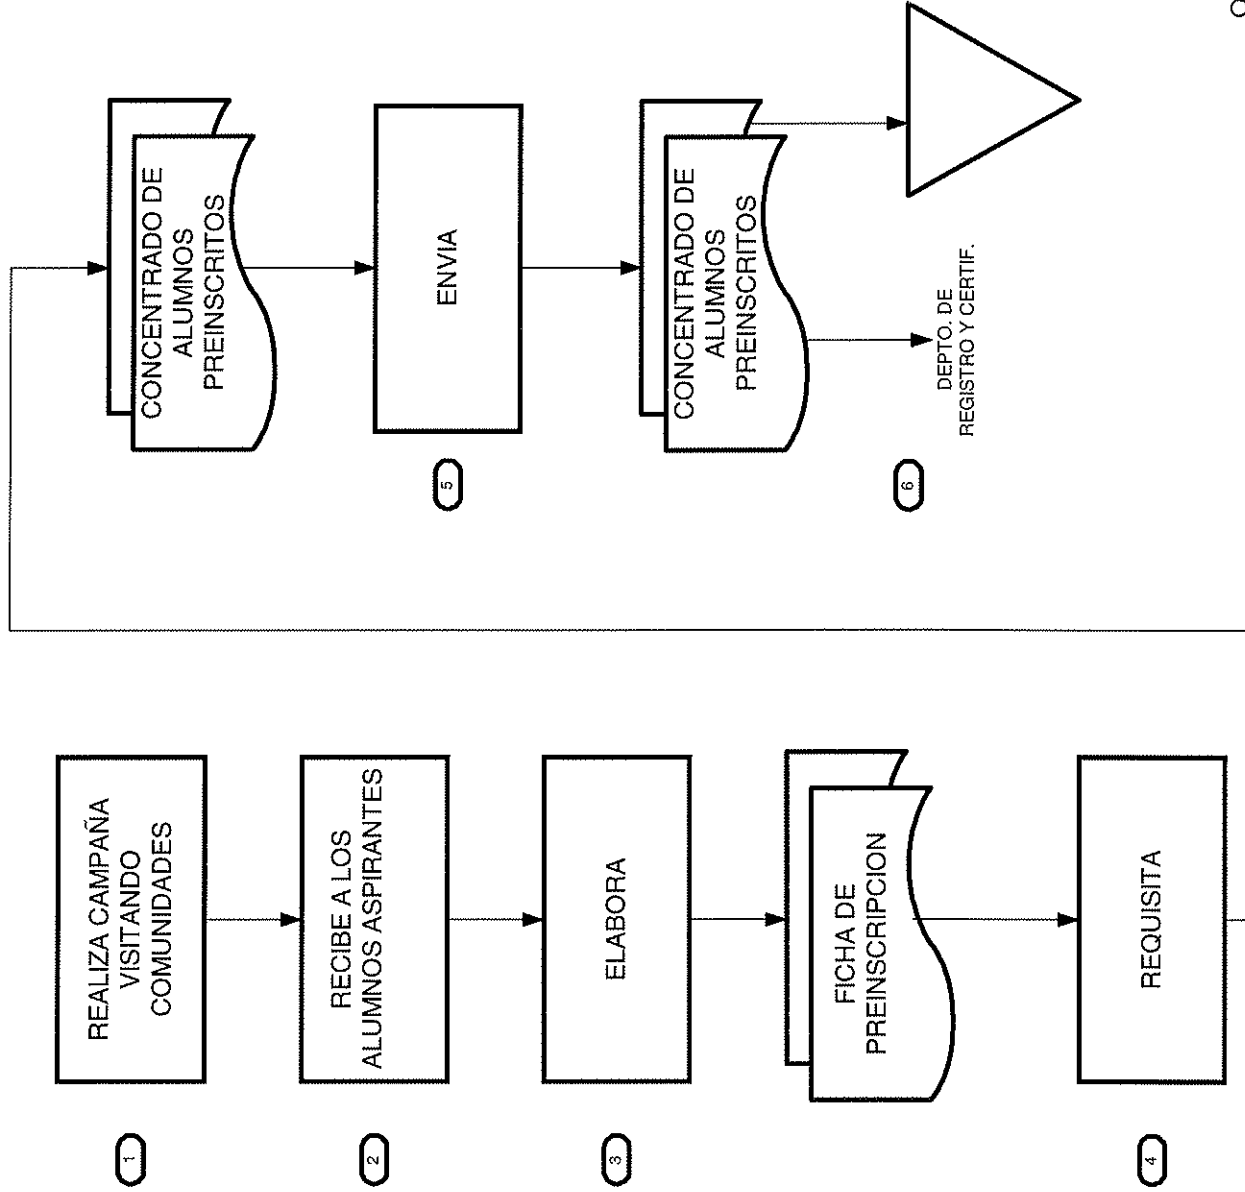 1
REALIZA CAMPAÑA
VISITANDO
COMUNIDADES
2
RECIBE A LOS
ALUMNOS ASPIRANTES
3
ELABORA
FICHA DE
PREINSCRIPCION
4
REQUISITA
CONCENTRADO DE
ALUMNOS
PREINSCRITOS
5
ENVIA
CONCENTRADO DE
ALUMNOS
PREINSCRITOS
6
DEPTO. DE
REGISTRO Y CERTIF.